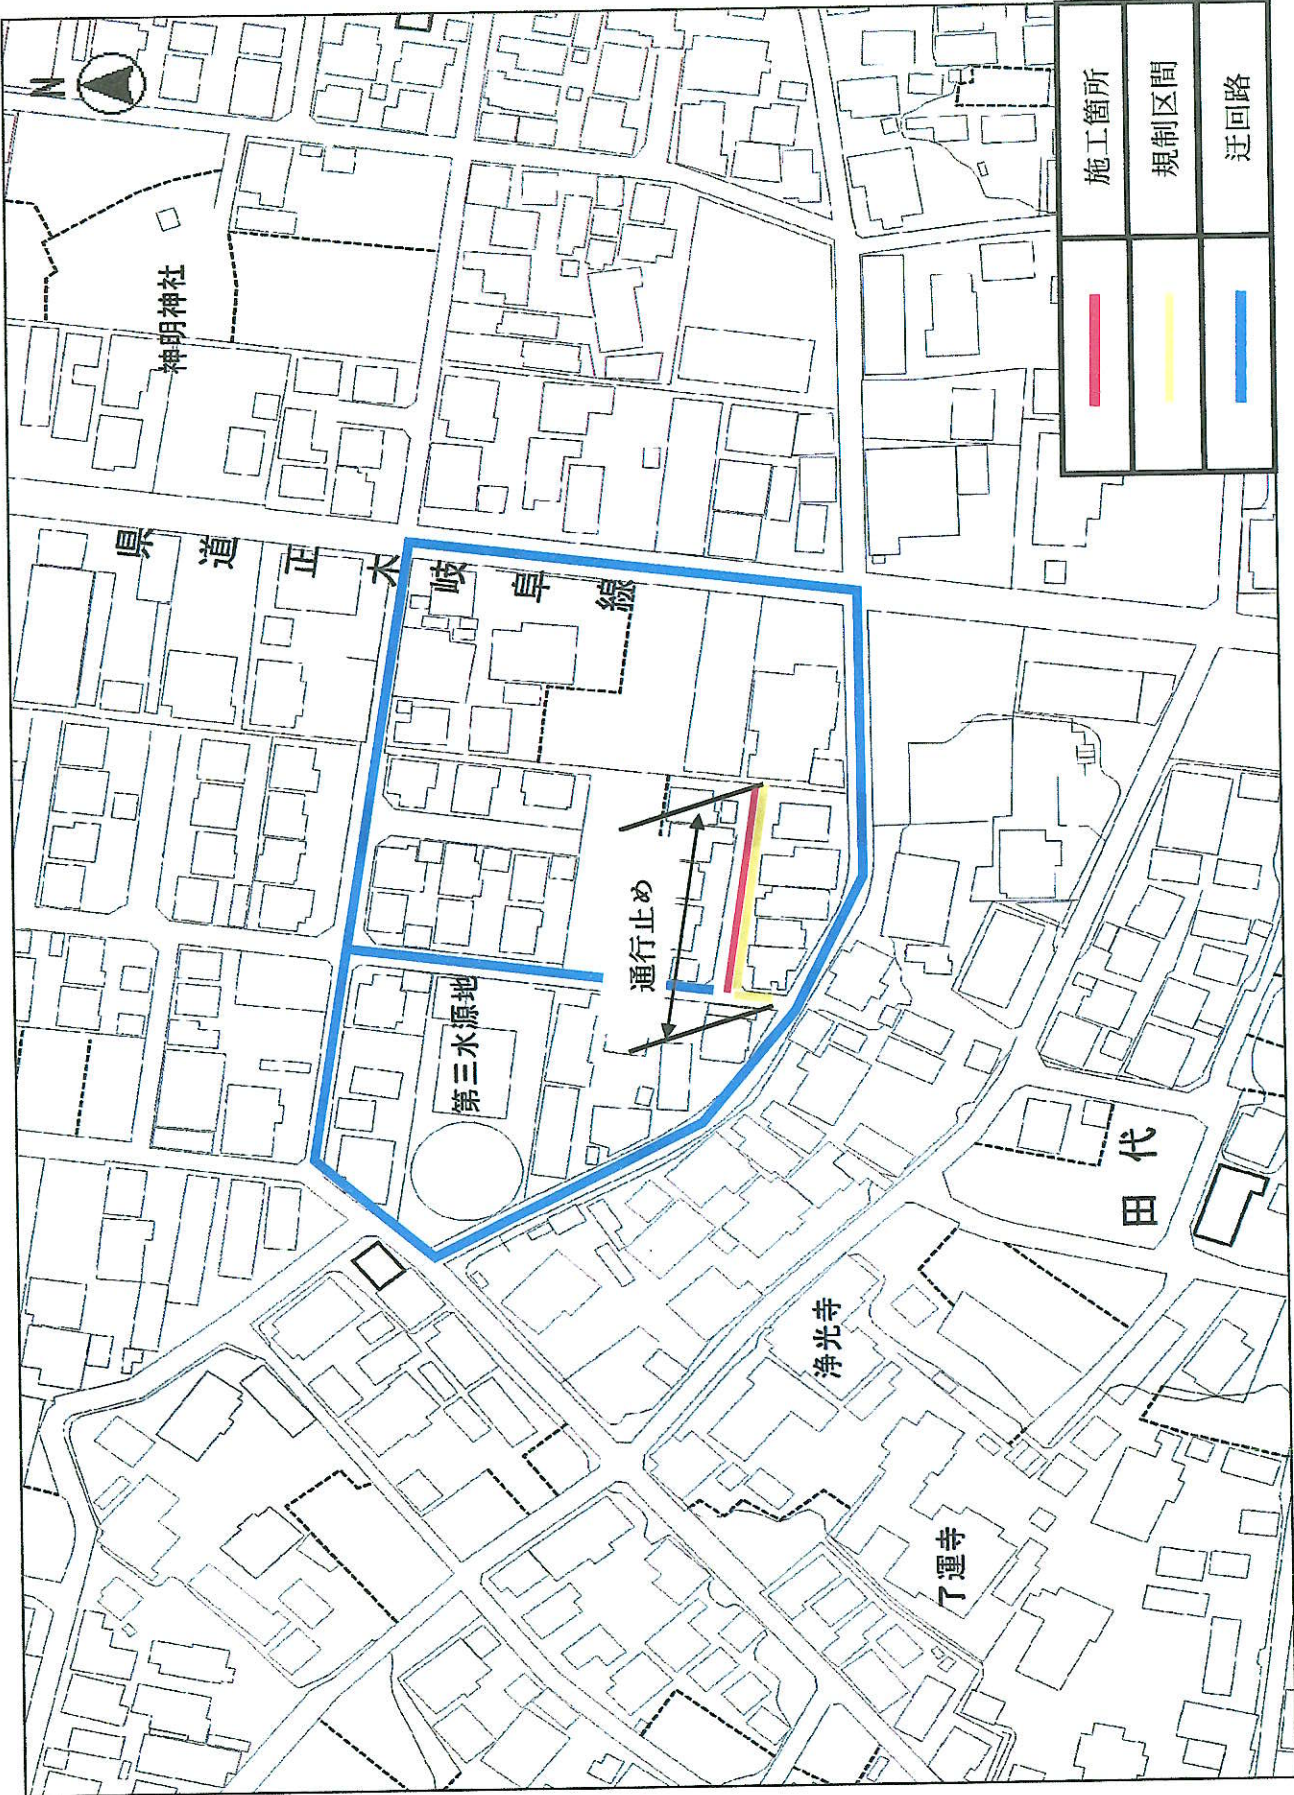 N
神明神社
県道正木岐阜線
第三水源地
通行止め
浄光寺
了運寺
田代
施工箇所
規制区間
迂回路